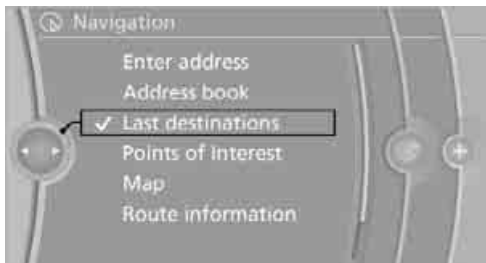 Navigation
Enter address
Address book
✓ Last destinations
Points of Interest
Map
Route information